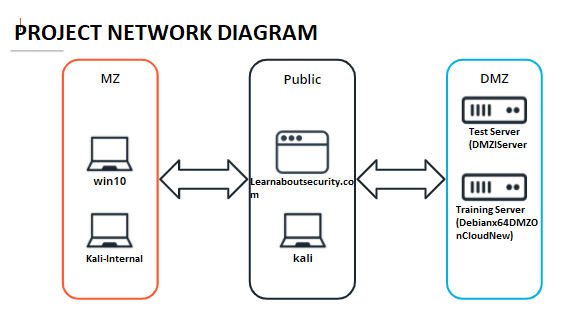 PROJECT NETWORK DIAGRAM
MZ
win10
Kali-Internal
Public
Learnaboutsecurity.co
m
kali
DMZ
Test Server
(DMZIServer
Training Server
(Debianx64DMZO
nCloudNew)